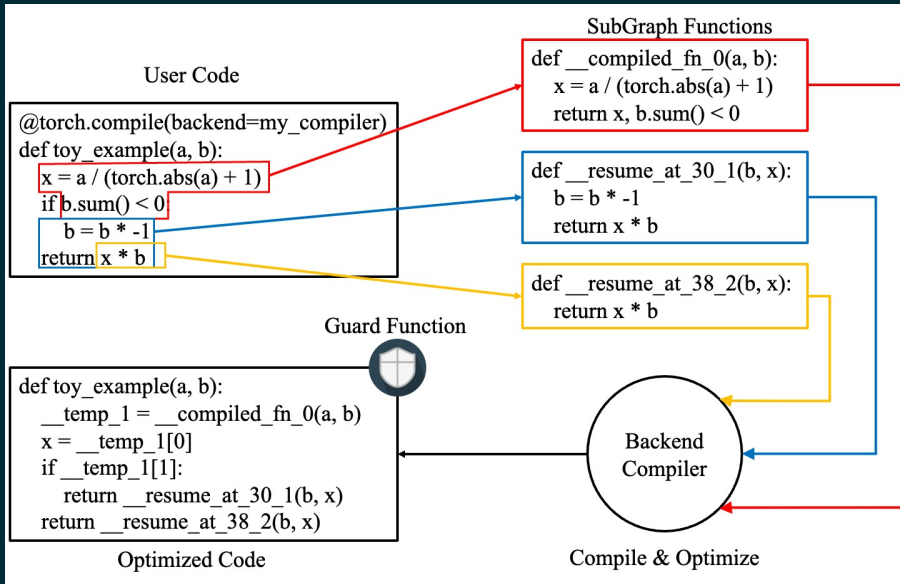 SubGraph Functions
def __compiled_fn_0(a, b):
x = a / (torch.abs(a) + 1)
return x, b.sum() < 0
User Code
@torch.compile(backend=my_compiler)
def toy_example(a, b):
x = a / (torch.abs(a) + 1)
if b.sum() < 0:
b = b * -1
return x * b
def __resume_at_30_1(b, x):
b = b * -1
return x * b
def __resume_at_38_2(b, x):
return x * b
Guard Function
def toy_example(a, b):
__temp_1 = __compiled_fn_0(a, b)
x = __temp_1[0]
if __temp_1[1]:
return __resume_at_30_1(b, x)
return __resume_at_38_2(b, x)
Optimized Code
Backend
Compiler
Compile & Optimize